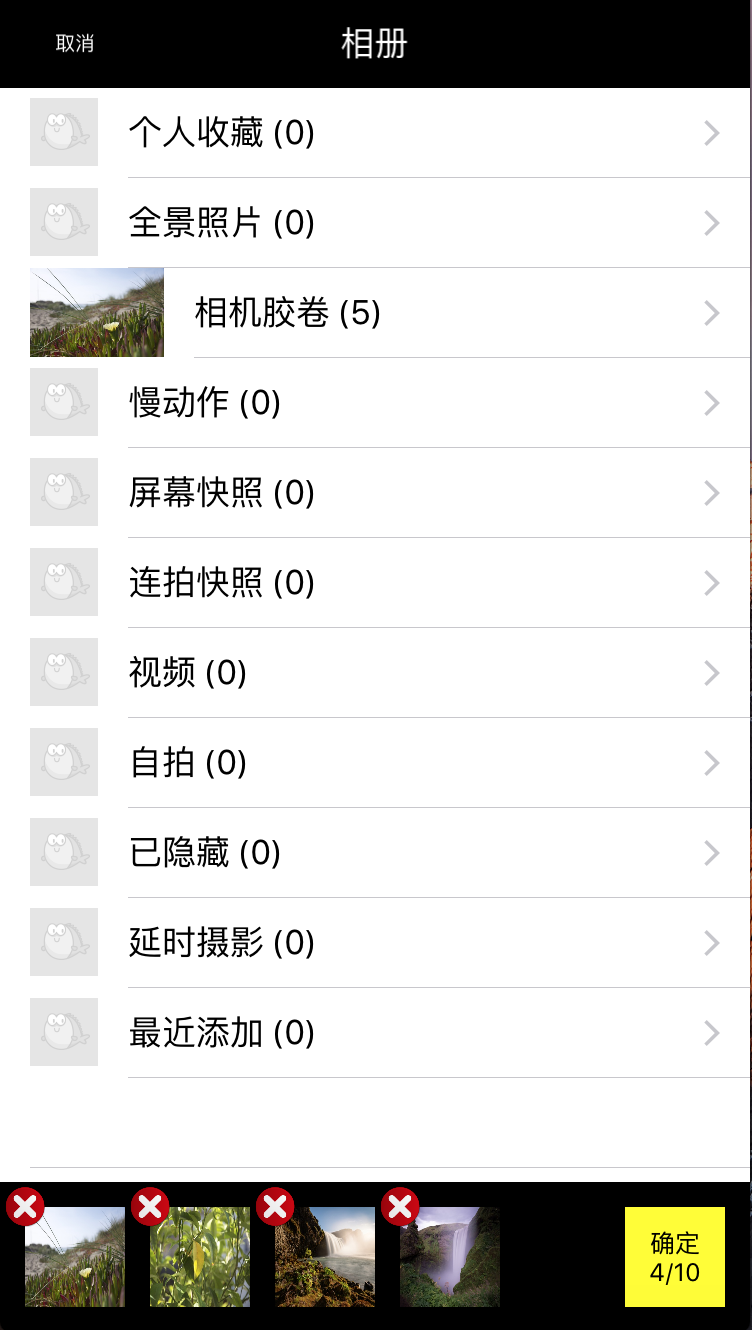 取消
相册
个人收藏 (0)
全景照片 (0)
相机胶卷 (5)
慢动作 (0)
屏幕快照 (0)
连拍快照 (0)
视频 (0)
自拍 (0)
已隐藏 (0)
延时摄影 (0)
最近添加 (0)
确定
4/10